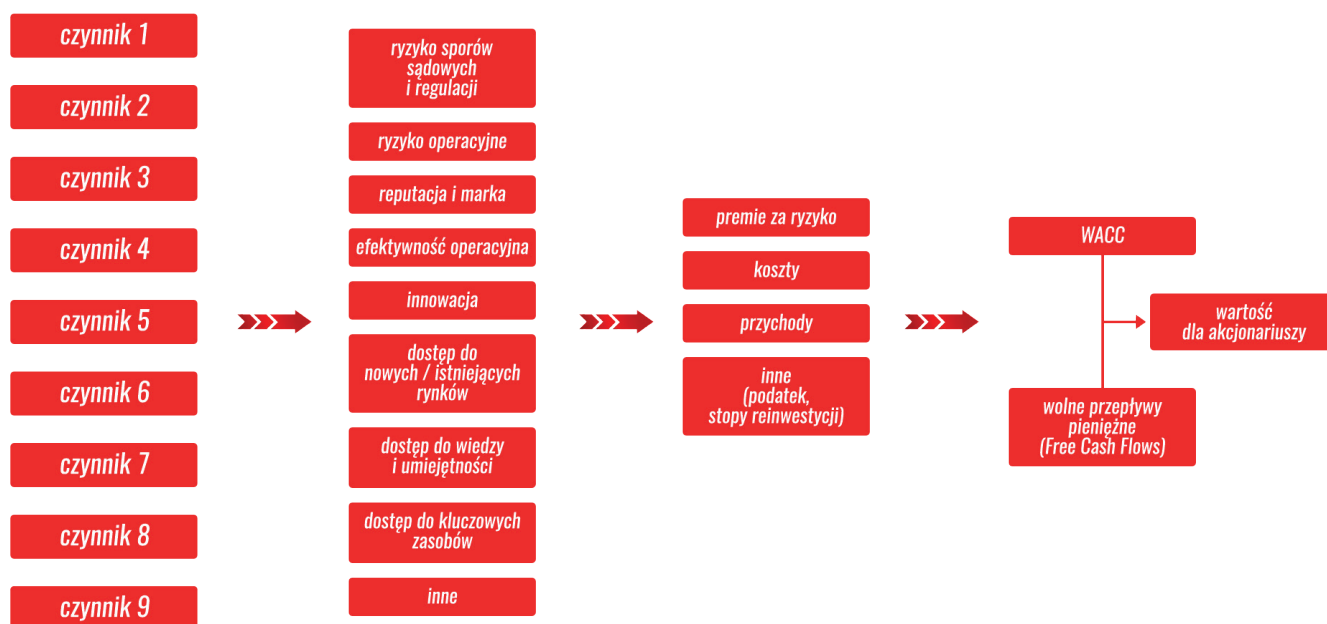 czynnik 1
czynnik 2
czynnik 3
czynnik 4
czynnik 5
czynnik 6
czynnik 7
czynnik 8
czynnik 9
ryzyko sporów
sądowych
i regulacji
ryzyko operacyjne
reputacja i marka
efektywność operacyjna
innowacja
dostęp do
nowych / istniejących
rynków
dostęp do wiedzy
i umiejętności
dostęp do kluczowych
zasobów
inne
premie za ryzyko
koszty
przychody
inne
(podatek,
stopy reinwestycji)
WACC
wartość
dla akcjonariuszy
wolne przepływy
pieniężne
(Free Cash Flows)